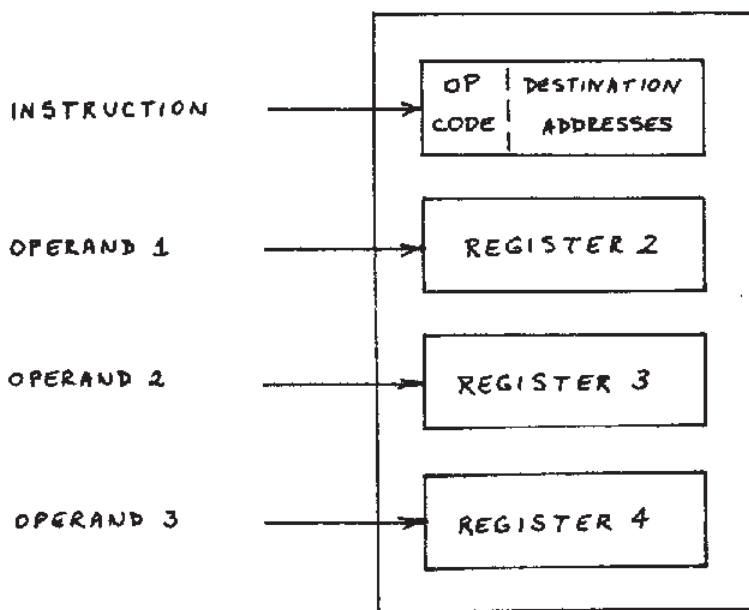 INSTRUCTION
OP CODE
DESTINATION ADDRESSES
OPERAND 1
REGISTER 2
OPERAND 2
REGISTER 3
OPERAND 3
REGISTER 4